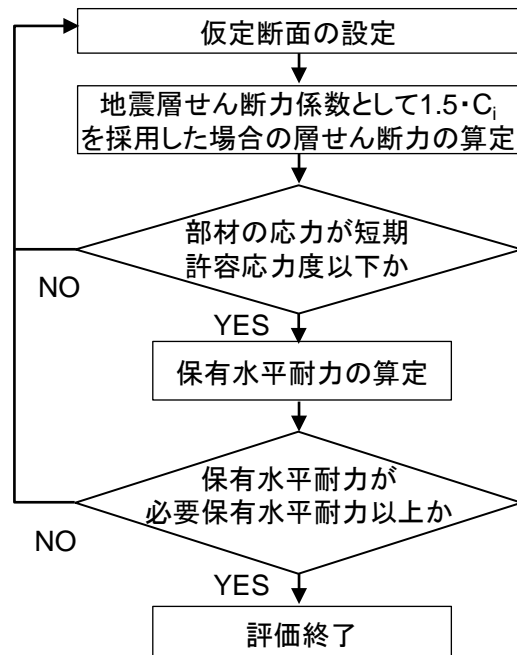 仮定断面の設定
地震層せん断力係数として1.5・Ci
を採用した場合の層せん断力の算定
部材の応力が短期
許容応力度以下か
NO
YES
保有水平耐力の算定
保有水平耐力が
必要保有水平耐力以上か
NO
YES
評価終了